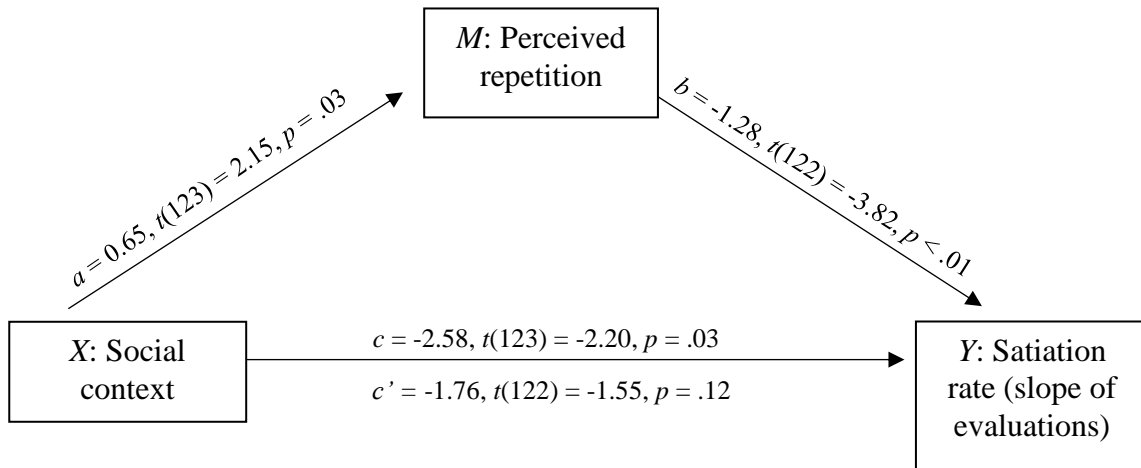 M: Perceived
repetition
a = 0.65, t(123) = 2.15, p = .03
b = -1.28, t(122) = -3.82, p < .01
X: Social
context
c = -2.58, t(123) = -2.20, p = .03
c’ = -1.76, t(122) = -1.55, p = .12
Y: Satiation
rate (slope of
evaluations)